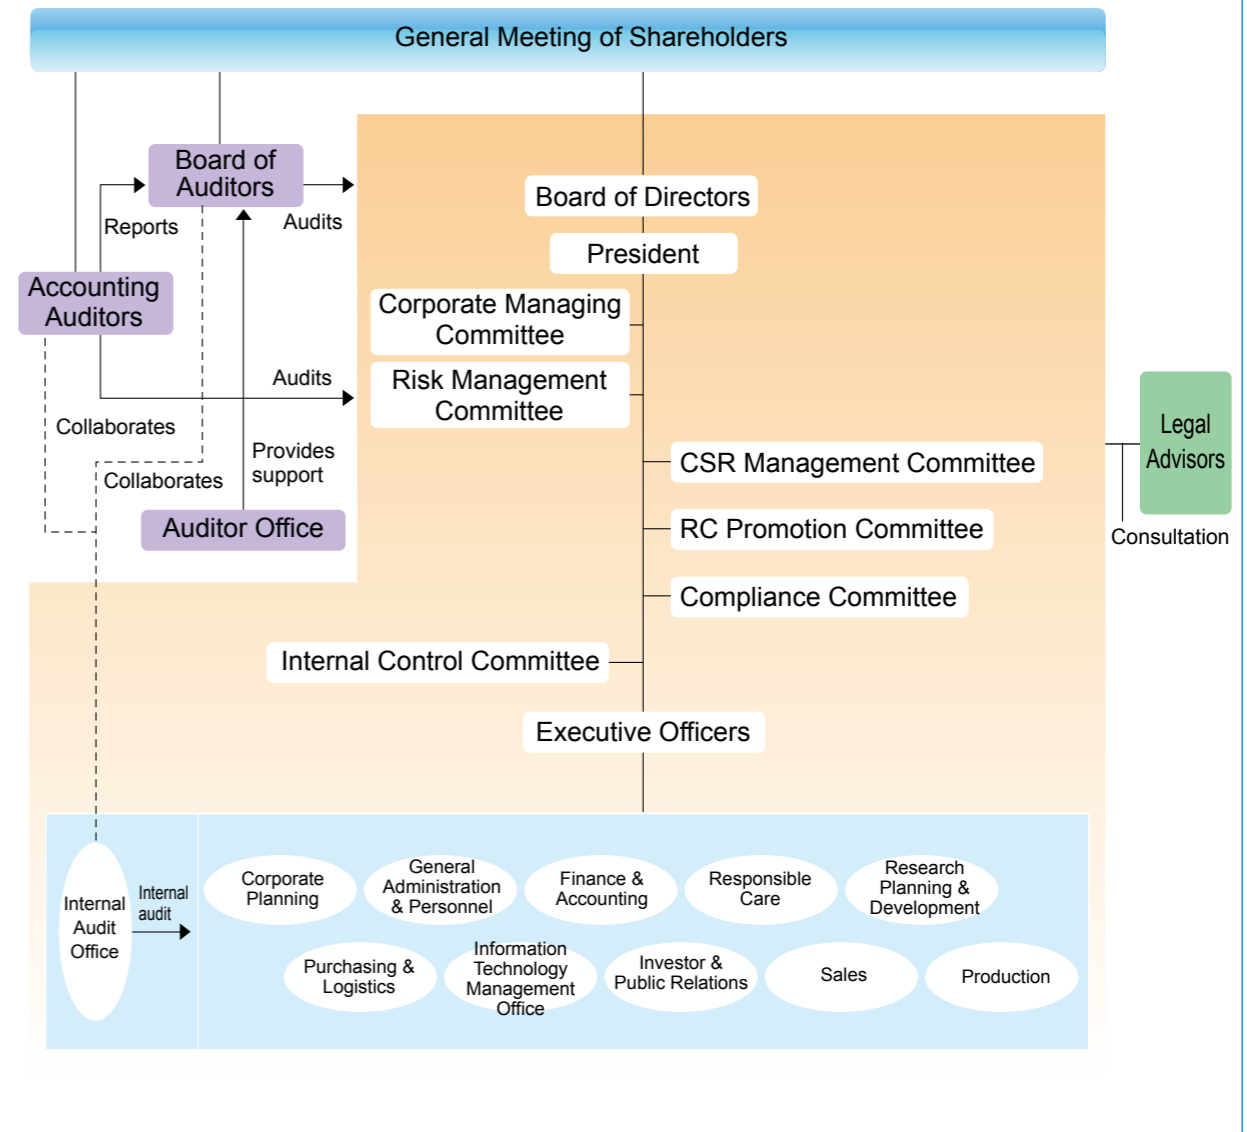 General Meeting of Shareholders
Board of
Auditors
Reports
Audits
Accounting
Auditors
Audits
Collaborates
Collaborates
Provides
support
Auditor Office
Board of Directors
President
Corporate Managing
Committee
Risk Management
Committee
CSR Management Committee
RC Promotion Committee
Compliance Committee
Internal Control Committee
Executive Officers
Legal
Advisors
Consultation
Internal
Audit
Office
Internal
audit
Corporate
Planning
General
Administration
& Personnel
Finance &
Accounting
Responsible
Care
Research
Planning &
Development
Purchasing &
Logistics
Information
Technology
Management
Office
Investor &
Public Relations
Sales
Production